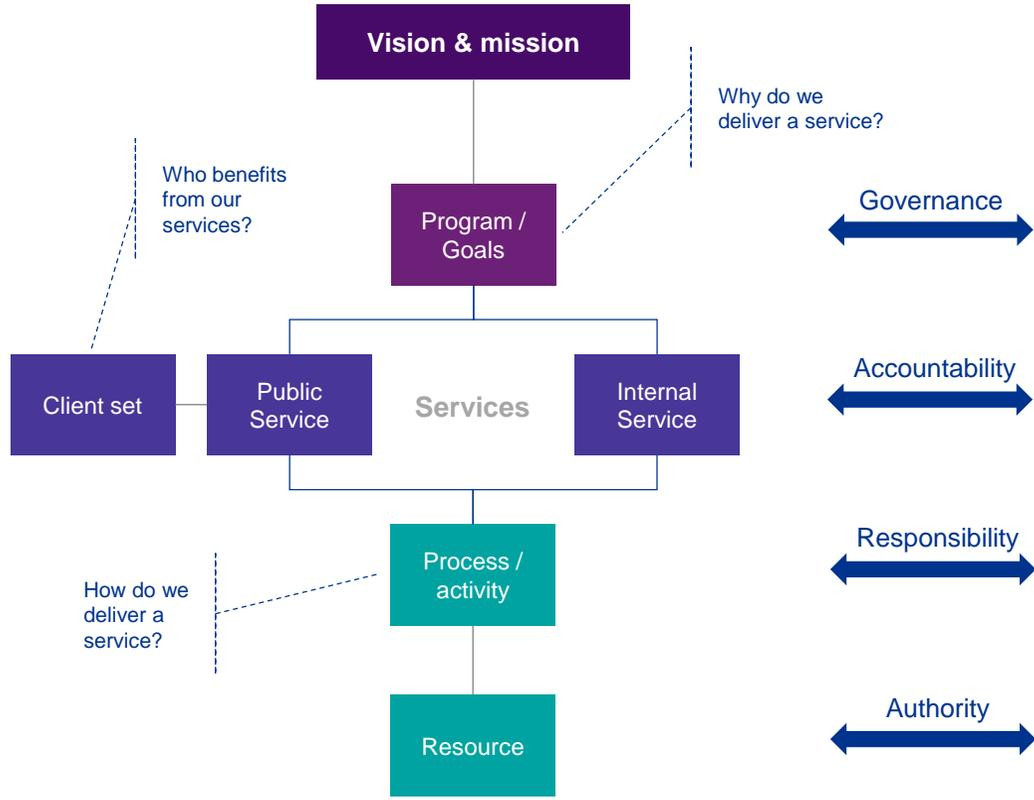 Vision & mission
Why do we
deliver a service?
Who benefits
from our
services?
Program /
Goals
Governance
Client set
Public
Service
Services
Internal
Service
Accountability
Process /
activity
How do we
deliver a
service?
Responsibility
Resource
Authority